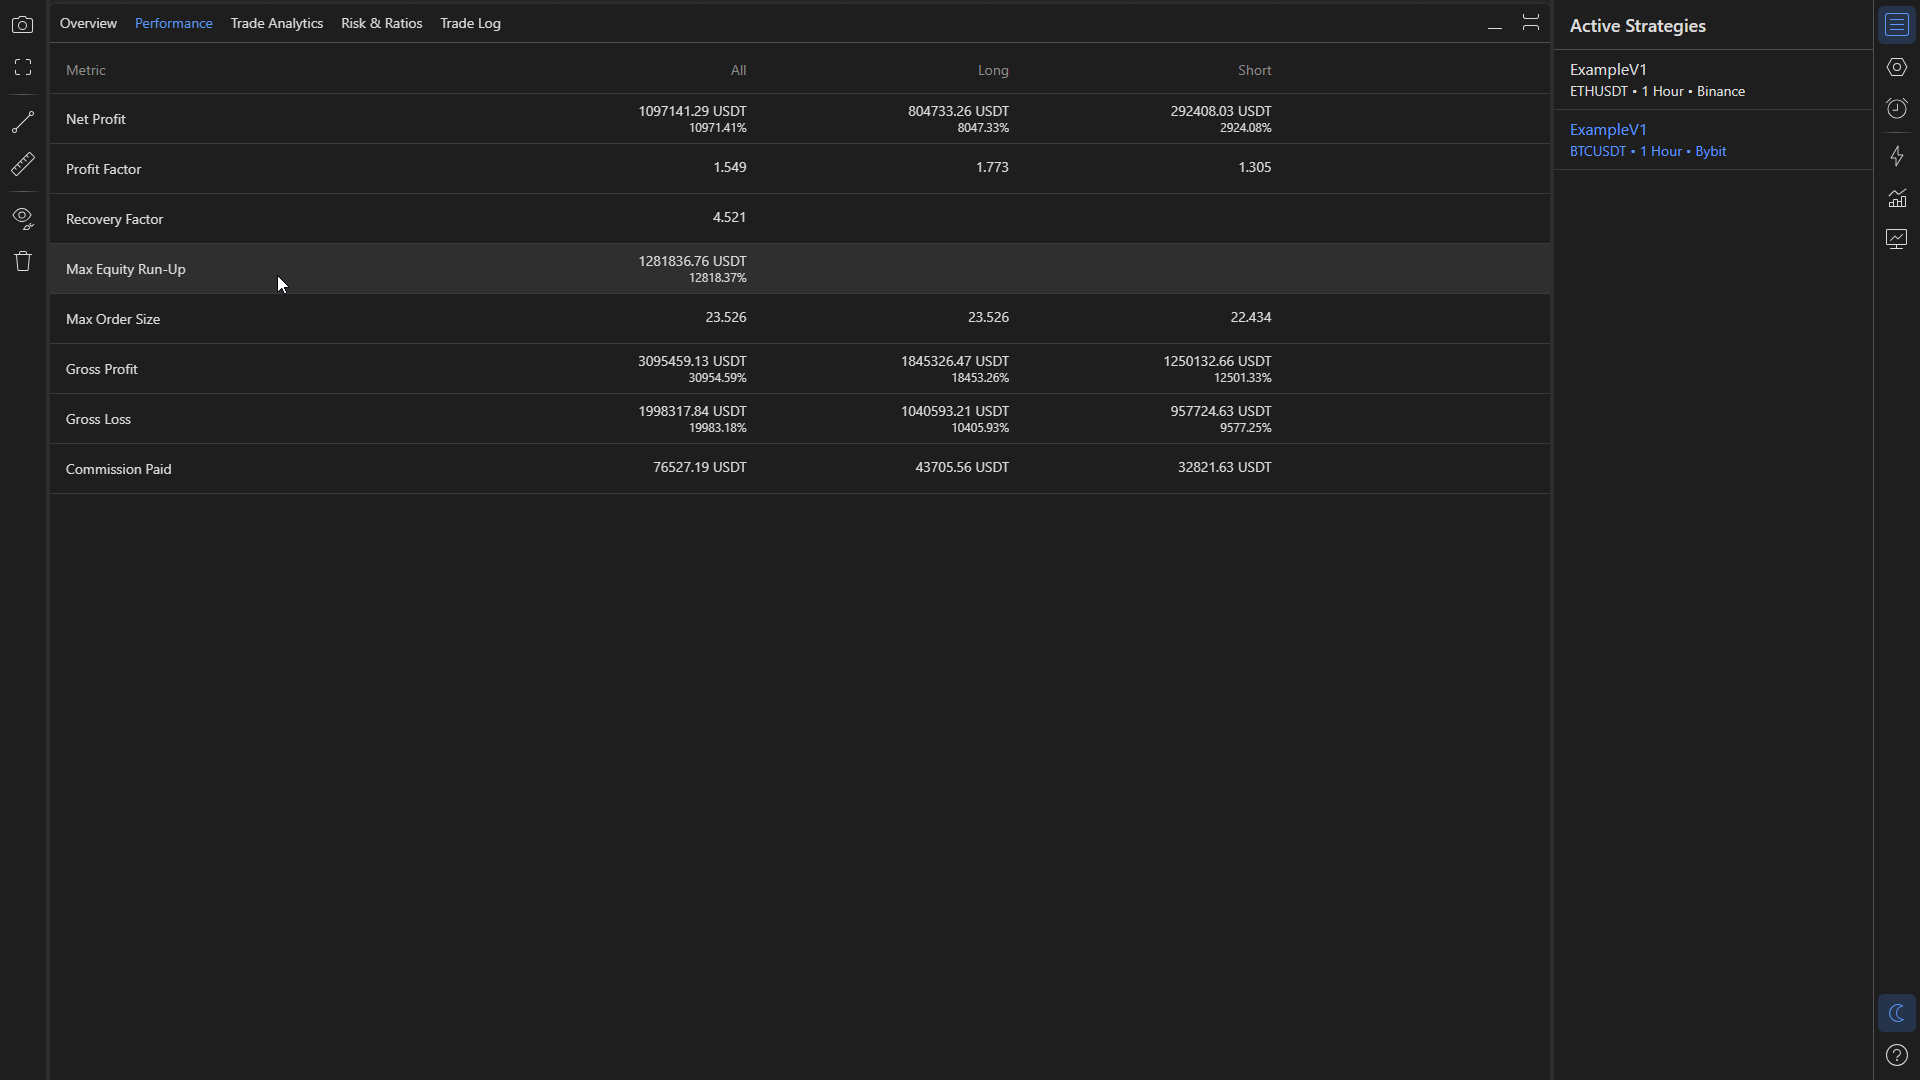 Overview Performance Trade Analytics Risk & Ratios Trade Log
Metric All Long Short
Net Profit 1097141.29 USDT 804733.26 USDT 292408.03 USDT
10971.41% 8047.33% 2924.08%
Profit Factor 1.549 1.773 1.305
Recovery Factor 4.521
Max Equity Run-Up 1281836.76 USDT
12818.37%
Max Order Size 23.526 23.526 22.434
Gross Profit 3095459.13 USDT 1845326.47 USDT 1250132.66 USDT
30954.59% 18453.26% 12501.33%
Gross Loss 1998317.84 USDT 1040593.21 USDT 957724.63 USDT
19983.18% 10405.93% 9577.25%
Commission Paid 76527.19 USDT 43705.56 USDT 32821.63 USDT
Active Strategies
ExampleV1
ETHUSDT • 1 Hour • Binance
ExampleV1
BTCUSDT • 1 Hour • Bybit